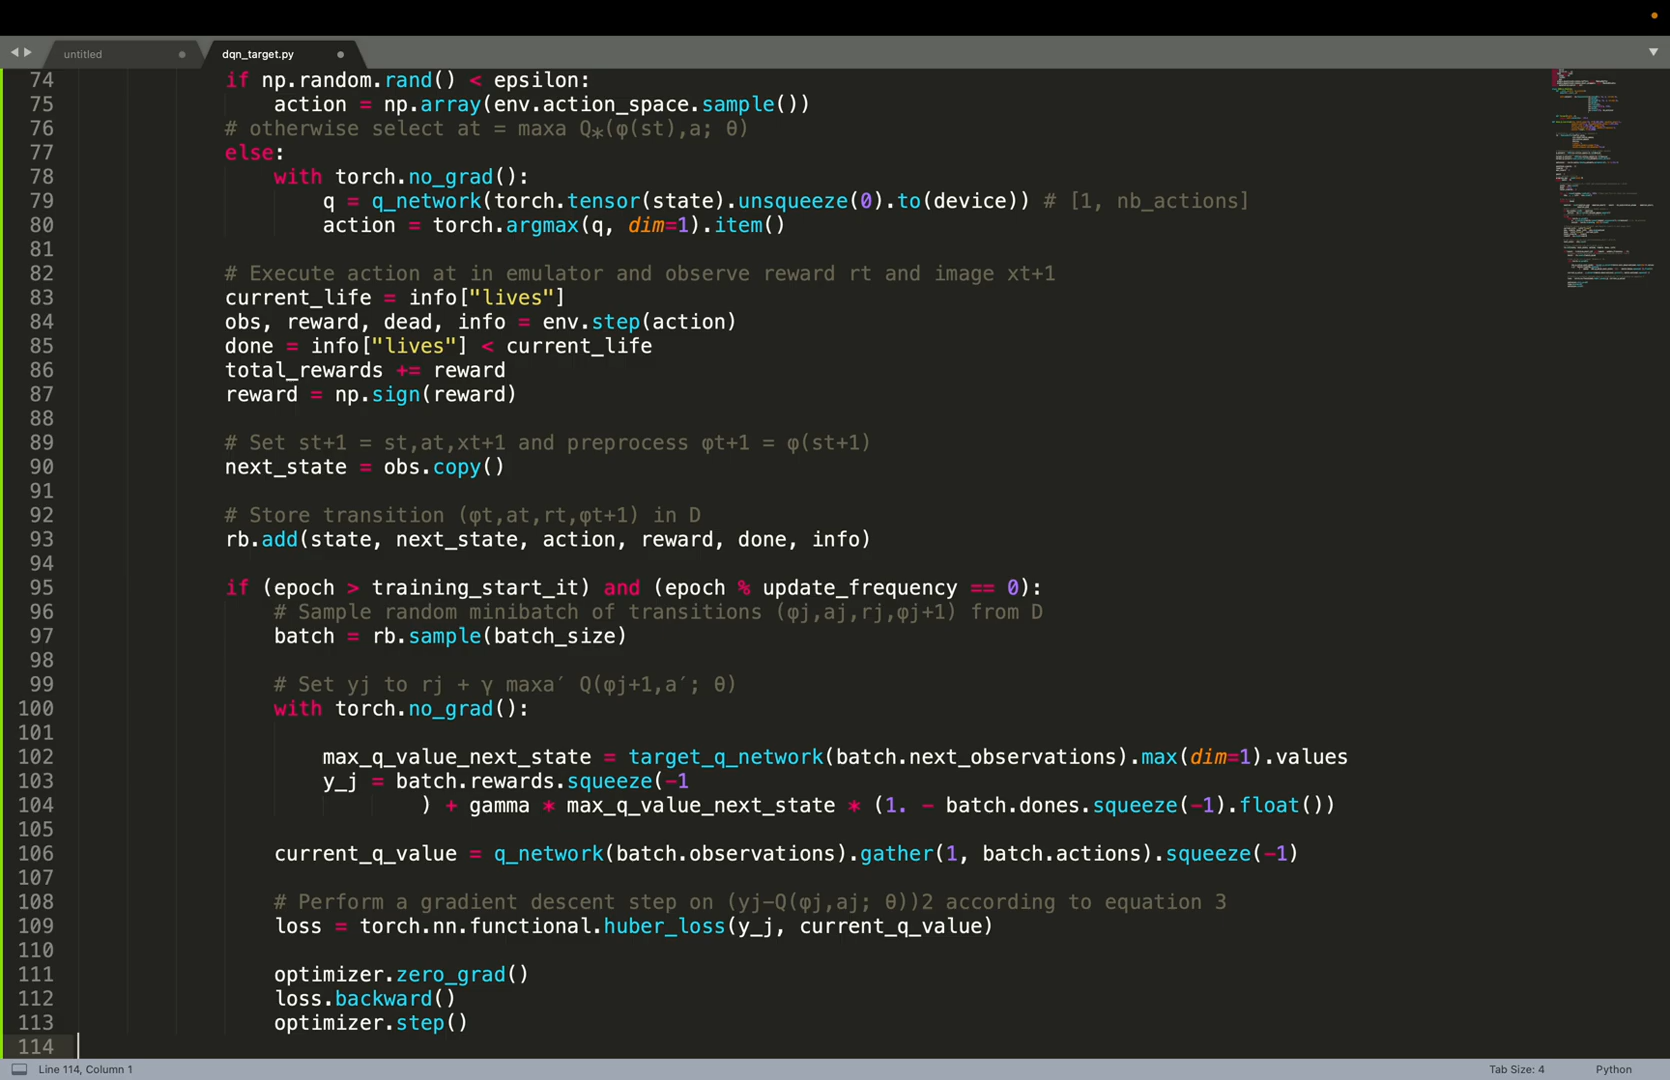 untitled
dqn_target.py
74 if np.random.rand() < epsilon:
75 action = np.array(env.action_space.sample())
76 # otherwise select at = maxa Q∗(φ(st),a; θ)
77 else:
78 with torch.no_grad():
79 q = q_network(torch.tensor(state).unsqueeze(0).to(device)) # [1, nb_actions]
80 action = torch.argmax(q, dim=1).item()
81
82 # Execute action at in emulator and observe reward rt and image xt+1
83 current_life = info["lives"]
84 obs, reward, dead, info = env.step(action)
85 done = info["lives"] < current_life
86 total_rewards += reward
87 reward = np.sign(reward)
88
89 # Set st+1 = st,at,xt+1 and preprocess φt+1 = φ(st+1)
90 next_state = obs.copy()
91
92 # Store transition (φt,at,rt,φt+1) in D
93 rb.add(state, next_state, action, reward, done, info)
94
95 if (epoch > training_start_it) and (epoch % update_frequency == 0):
96 # Sample random minibatch of transitions (φj,aj,rj,φj+1) from D
97 batch = rb.sample(batch_size)
98
99 # Set yj to rj + γ maxa′ Q(φj+1,a′; θ)
100 with torch.no_grad():
101
102 max_q_value_next_state = target_q_network(batch.next_observations).max(dim=1).values
103 y_j = batch.rewards.squeeze(-1
104 ) + gamma * max_q_value_next_state * (1. - batch.dones.squeeze(-1).float())
105
106 current_q_value = q_network(batch.observations).gather(1, batch.actions).squeeze(-1)
107
108 # Perform a gradient descent step on (yj-Q(φj,aj; θ))2 according to equation 3
109 loss = torch.nn.functional.huber_loss(y_j, current_q_value)
110
111 optimizer.zero_grad()
112 loss.backward()
113 optimizer.step()
114
Line 114, Column 1
Tab Size: 4
Python